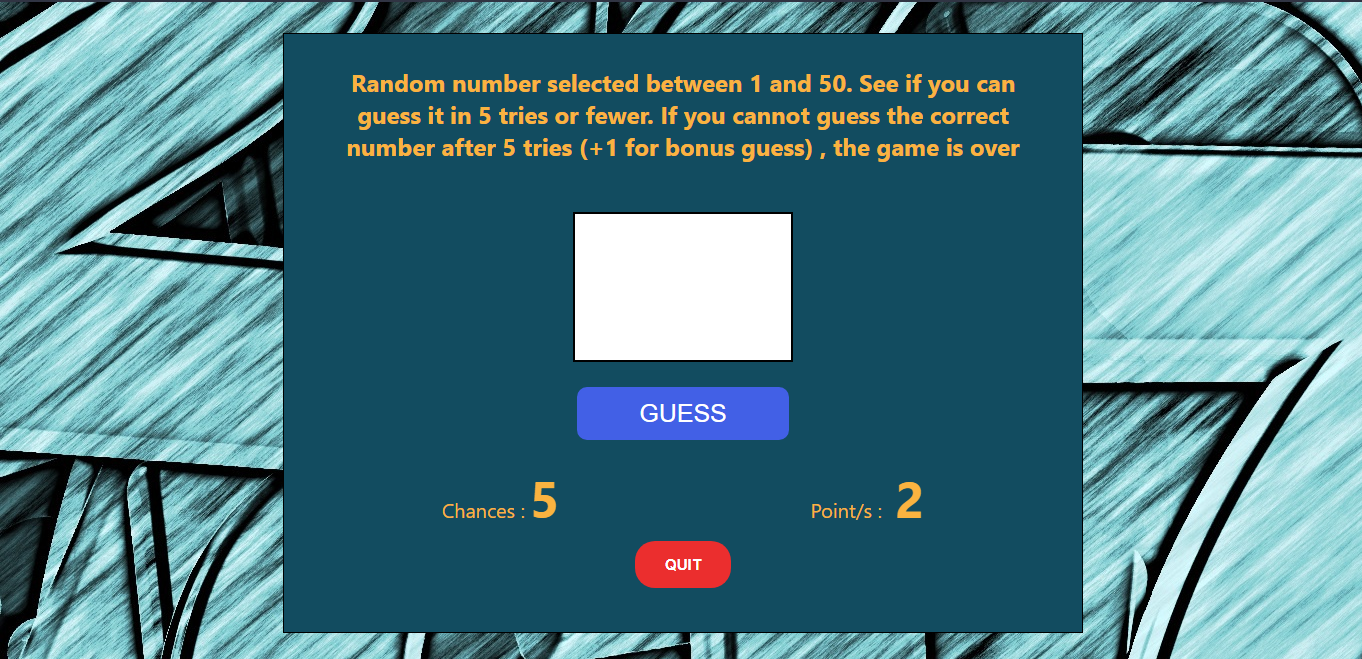 Random number selected between 1 and 50. See if you can
guess it in 5 tries or fewer. If you cannot guess the correct
number after 5 tries (+1 for bonus guess) , the game is over
GUESS
Chances : 5
Point/s : 2
QUIT